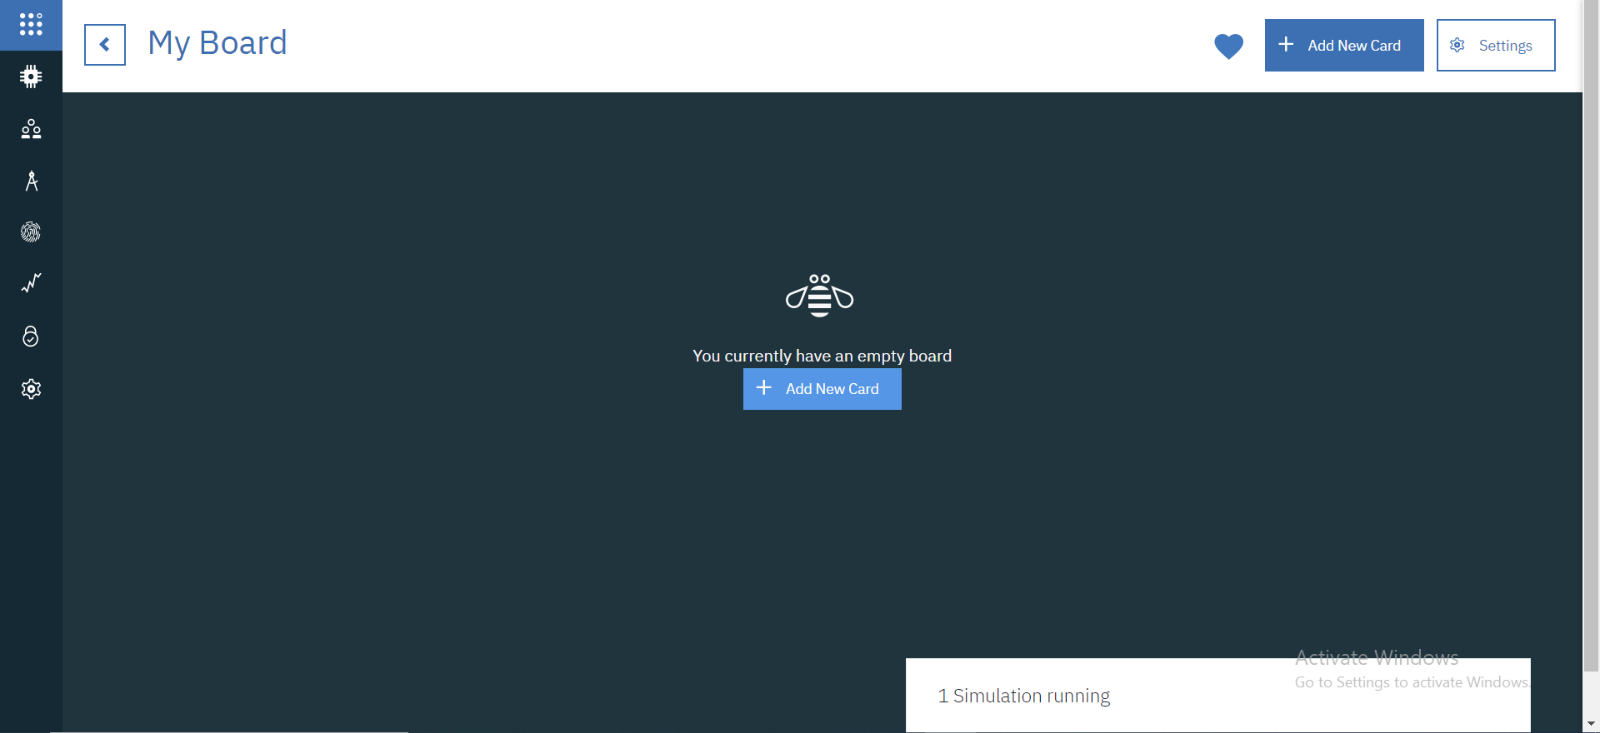 My Board
Add New Card
Settings
You currently have an empty board
Add New Card
Activate Windows
Go to Settings to activate Windows.
1 Simulation running